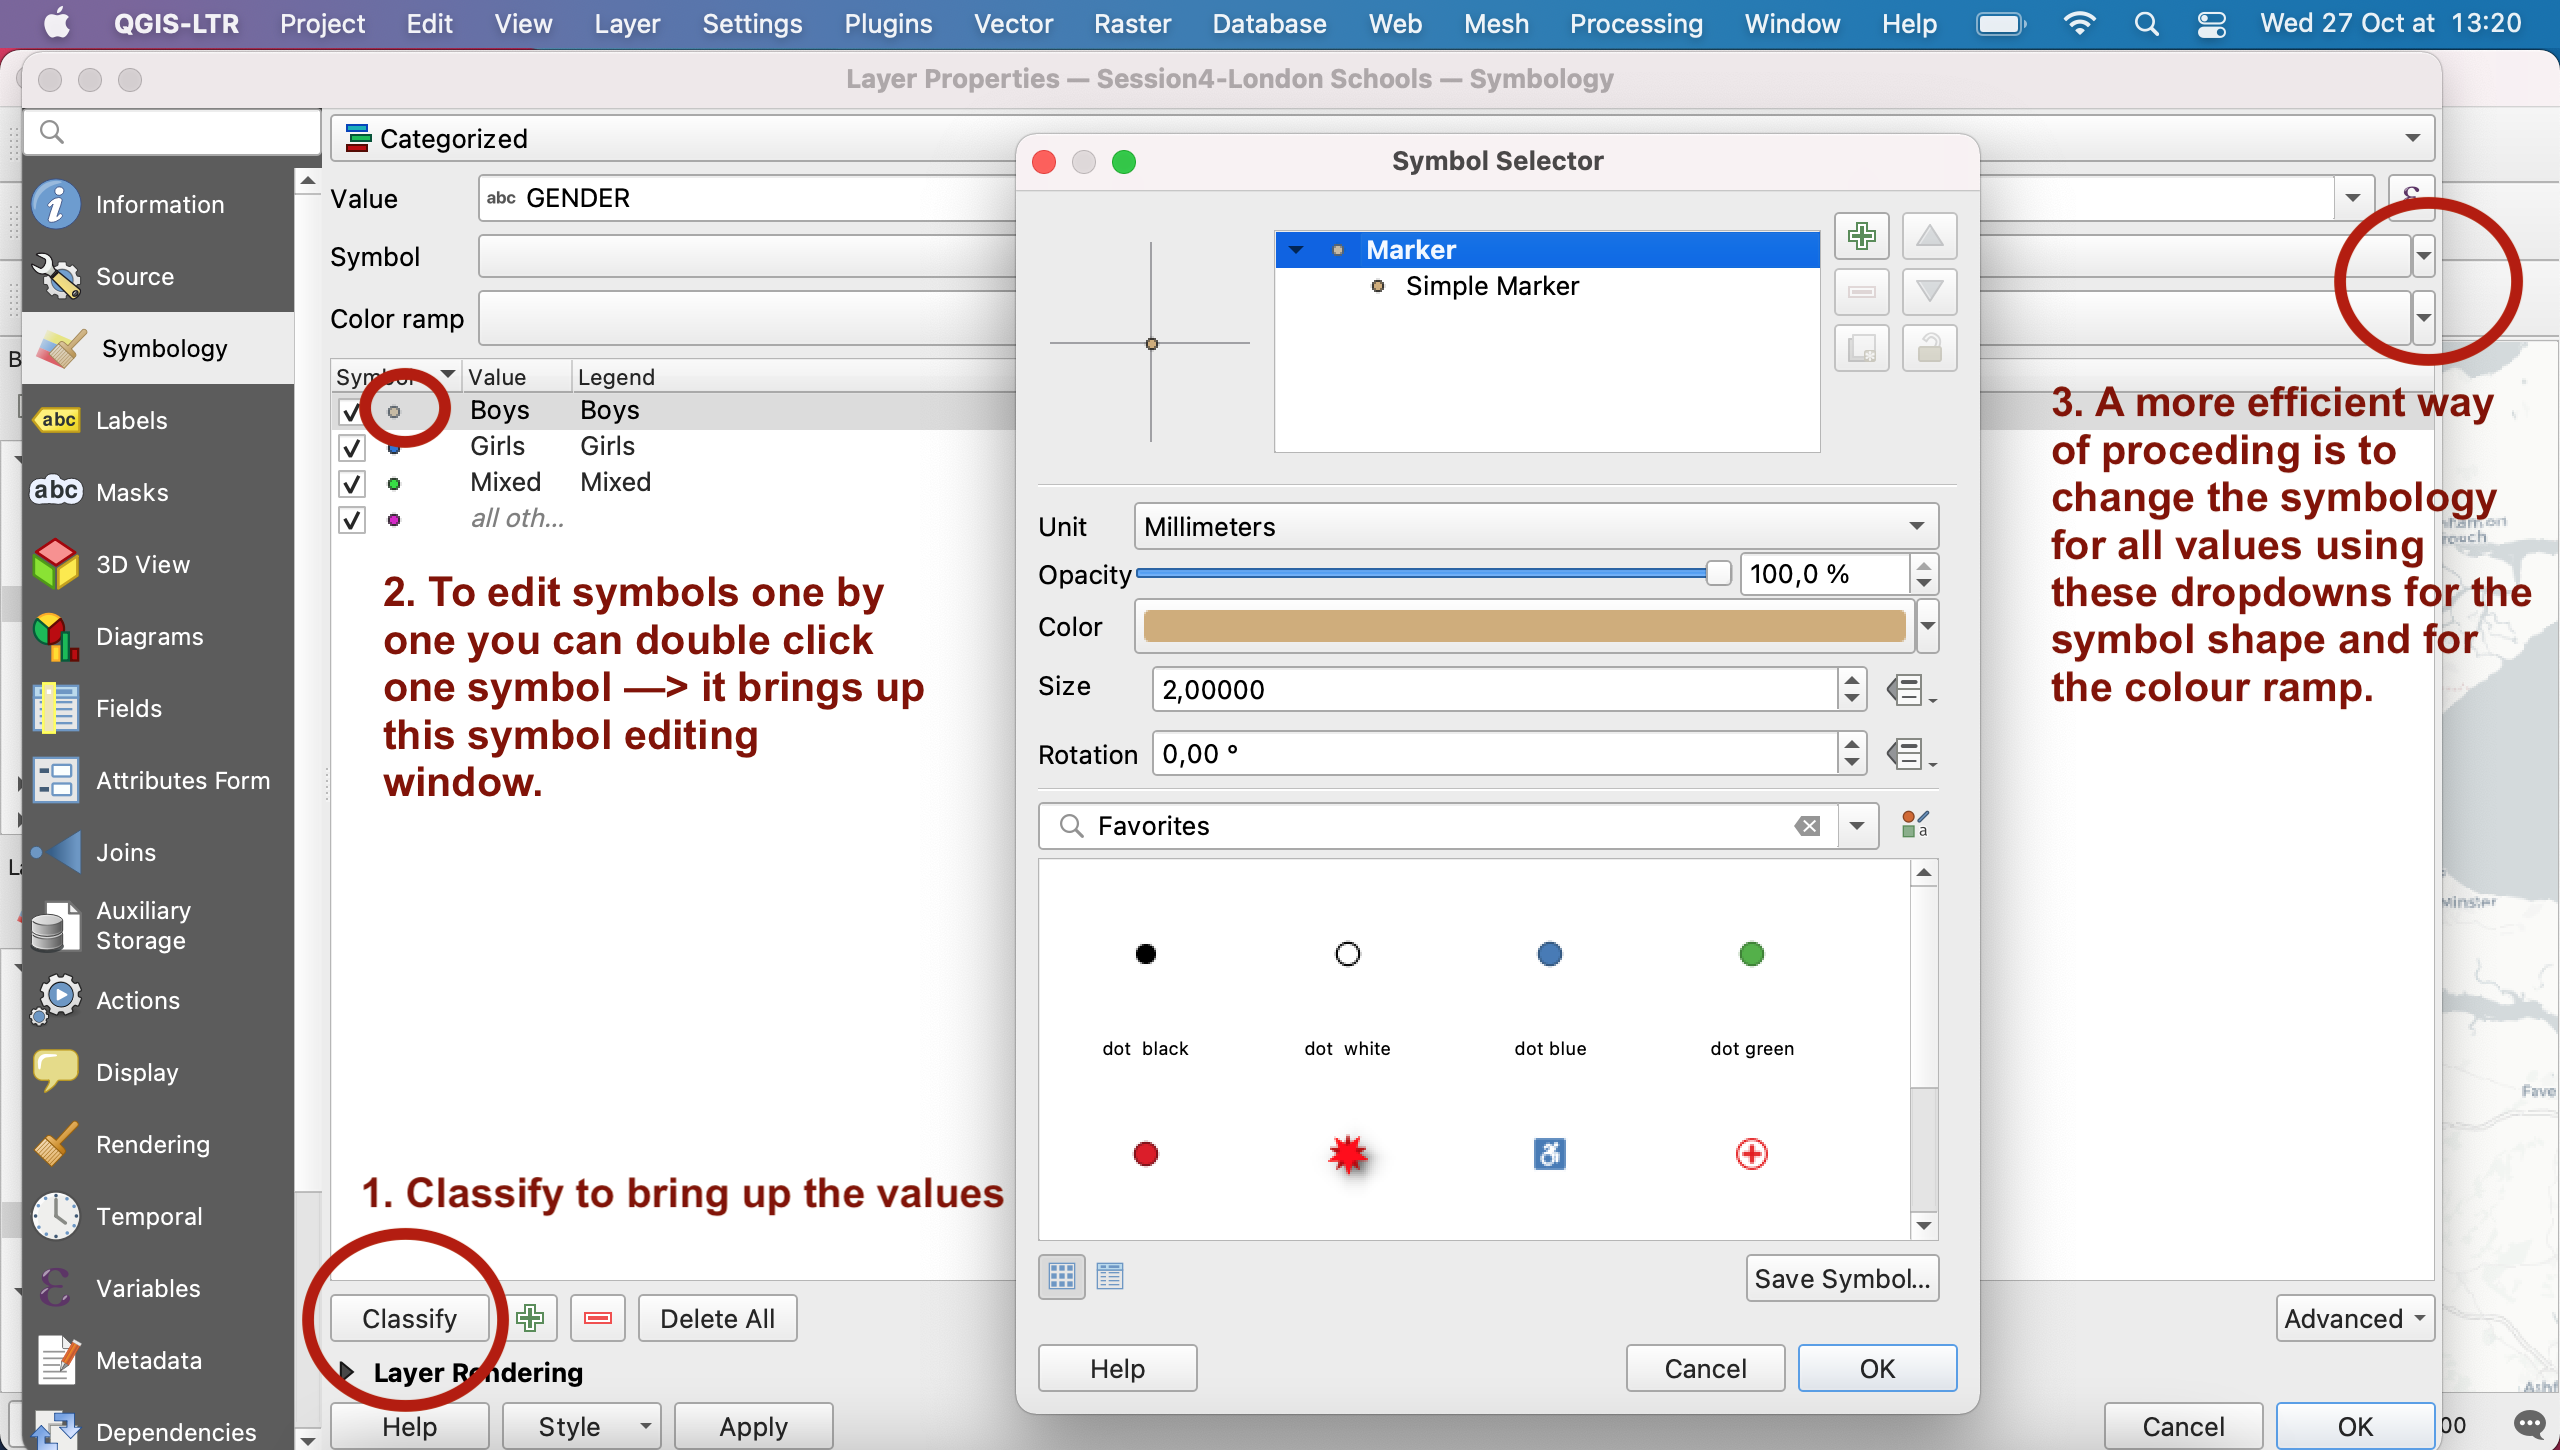 QGIS-LTR Project Edit View Layer Settings Plugins Vector Raster Database Web Mesh Processing Window Help Wed 27 Oct at 13:20
Layer Properties — Session4-London Schools — Symbology
Information
Source
Symbology
Labels
Masks
3D View
Diagrams
Fields
Attributes Form
Joins
Auxiliary
Storage
Actions
Display
Rendering
Temporal
Variables
Metadata
Dependencies
Categorized
Value abc GENDER
Symbol
Color ramp
Symbol Value Legend
Boys Boys
Girls Girls
Mixed Mixed
all oth...
2. To edit symbols one by
one you can double click
one symbol —> it brings up
this symbol editing
window.
1. Classify to bring up the values
Classify Delete All
Layer Rendering
Help Style Apply
Symbol Selector
Marker
Simple Marker
Unit Millimeters
Opacity 100,0 %
Color
Size 2,00000
Rotation 0,00 °
Favorites
dot black dot white dot blue dot green
Save Symbol...
Help Cancel OK
3. A more efficient way
of proceding is to
change the symbology
for all values using
these dropdowns for the
symbol shape and for
the colour ramp.
Advanced
Cancel OK
Minster
Fave